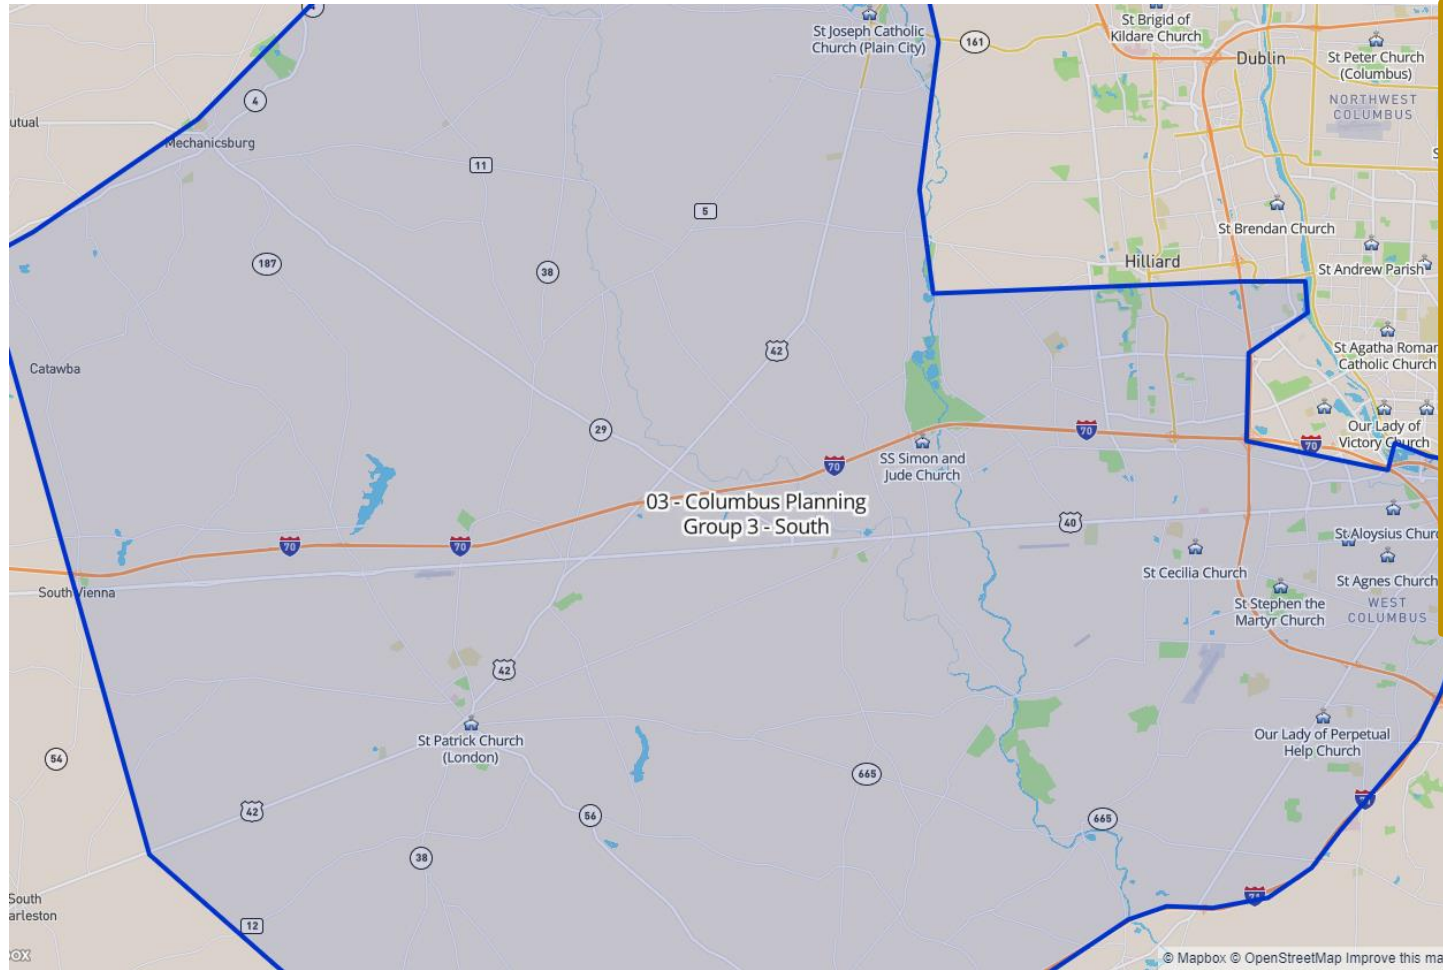 St Joseph Catholic
Church (Plain City)
161
St Brigid of
Kildare Church
Dublin
St Peter Church
(Columbus)
NORTHWEST
COLUMBUS
4
utual
Mechanicsburg
11
5
St Brendan Church
187
38
Hilliard
St Andrew Parish
42
St Agatha Roman
Catholic Church
Catawba
29
70
70
70
Our Lady of
Victory Church
SS Simon and
Jude Church
03 - Columbus Planning
Group 3 - South
40
70
70
St Aloysius Churc
St Cecilia Church
St Agnes Church
South Vienna
St Stephen the
Martyr Church
WEST
COLUMBUS
42
St Patrick Church
(London)
Our Lady of Perpetual
Help Church
54
665
42
56
665
71
38
71
South
arleston
12
box
© Mapbox © OpenStreetMap Improve this ma